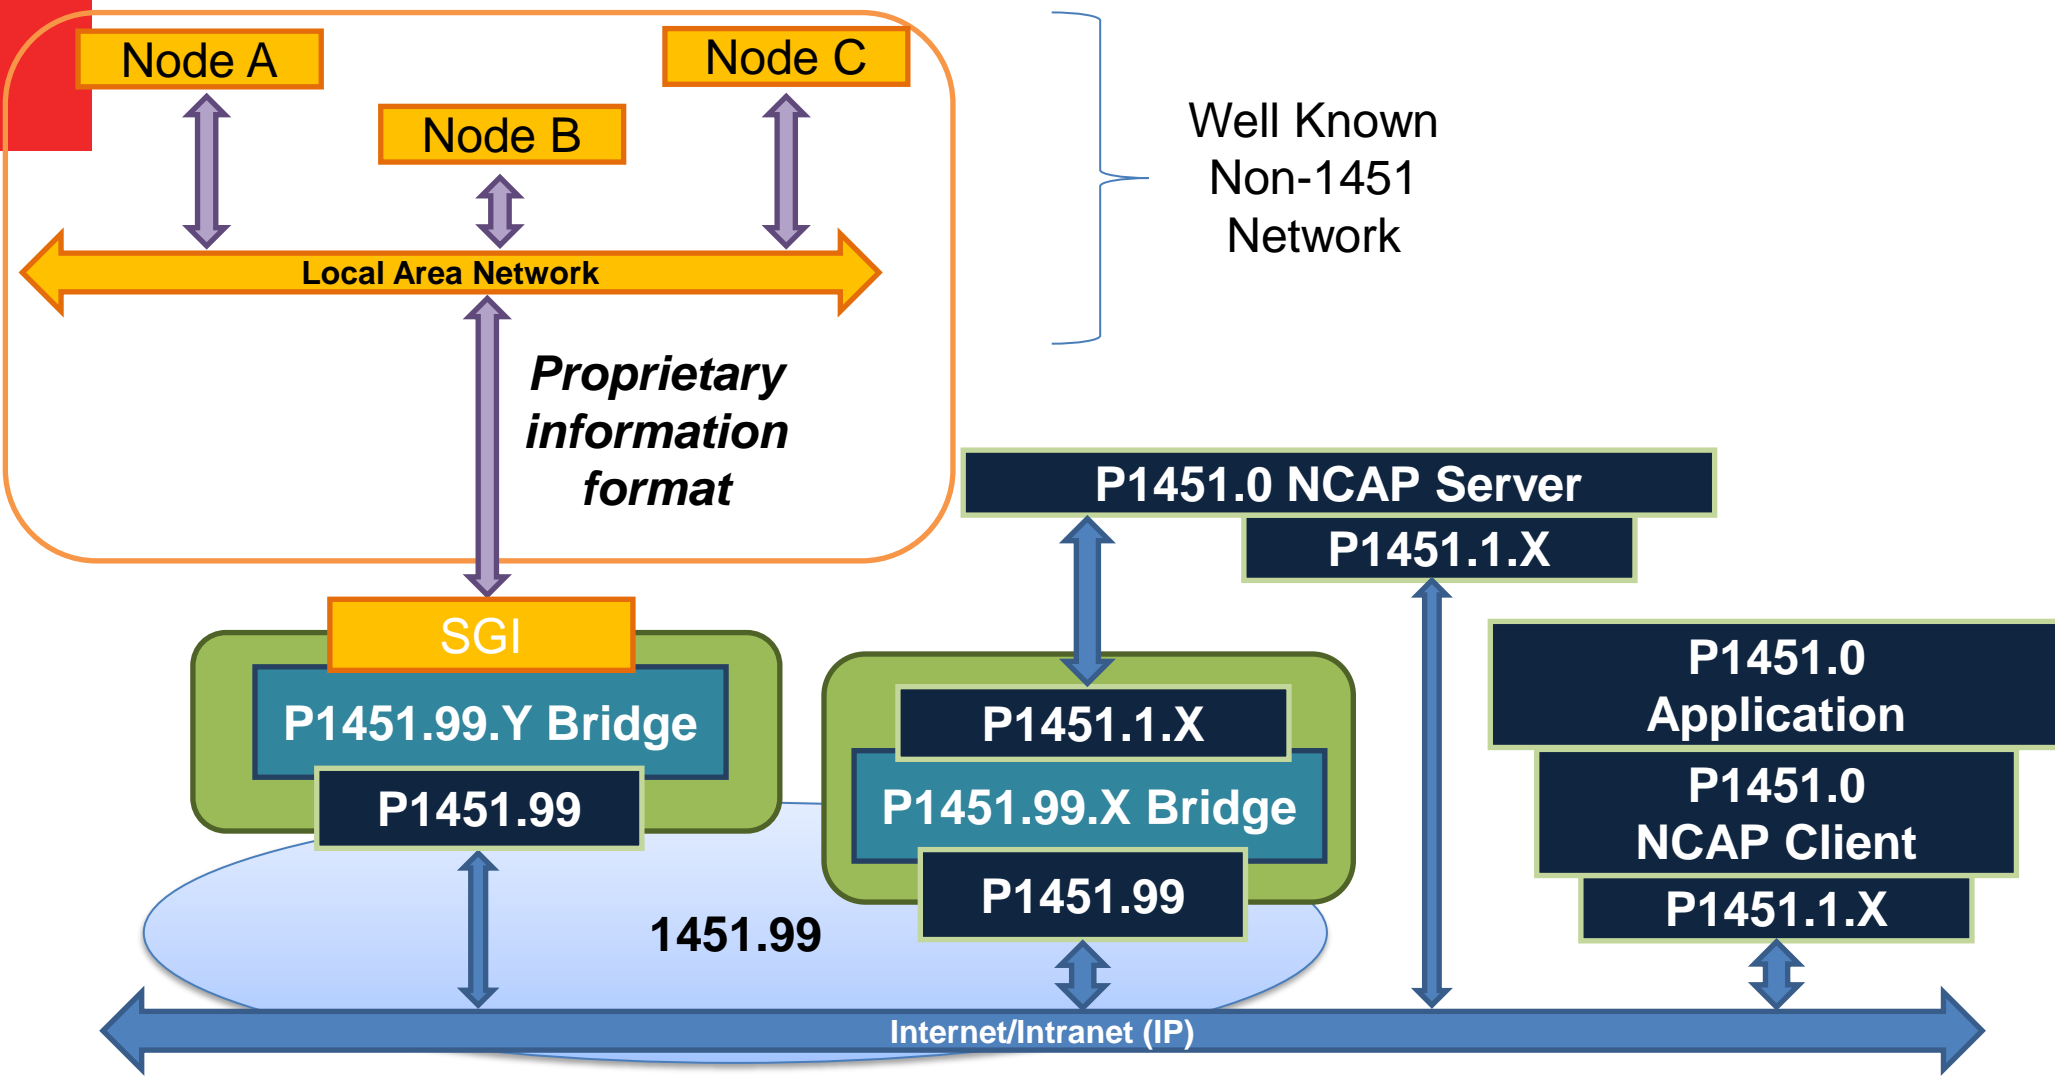 Node A
Node C
Node B
Well Known
Non-1451
Network
Local Area Network
Proprietary
information
format
P1451.0 NCAP Server
P1451.1.X
SGI
P1451.0
Application
P1451.99.Y Bridge
P1451.1.X
P1451.99
P1451.99.X Bridge
P1451.0
NCAP Client
P1451.99
P1451.1.X
1451.99
Internet/Intranet (IP)